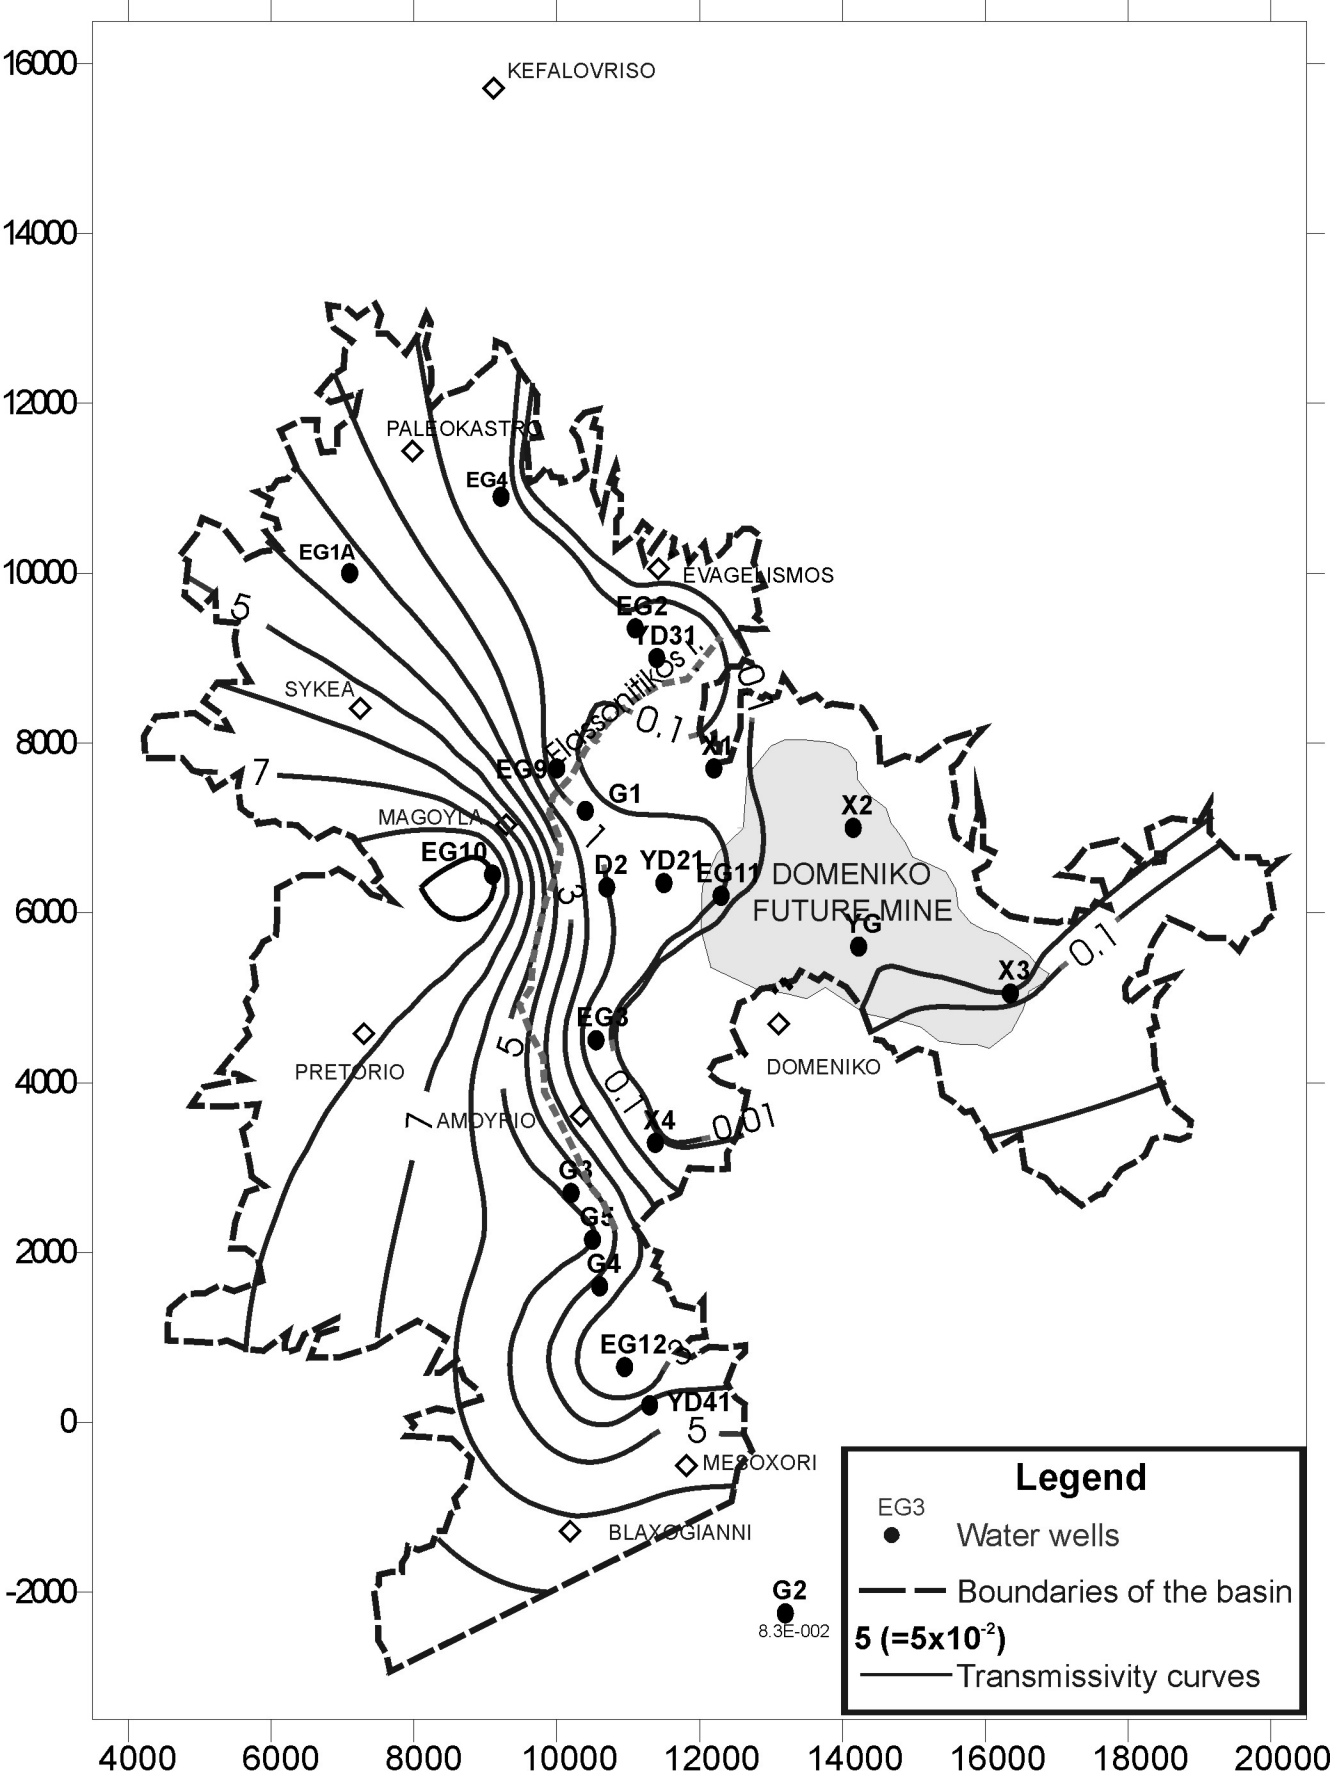 16000
KEFALOVRISO
14000
12000
PALEOKASTRO
EG4
EG1A
10000
EVAGELISMOS
5
EG2
YD31
Elassonitikos r.
SYKEA
0.1
0.1
8000
X1
EG9
7
G1
X2
MAGOYLA
1
EG10
D2
YD21
EG11
DOMENIKO
FUTURE MINE
3
6000
YG
0.1
X3
EG3
5
PRETORIO
DOMENIKO
4000
0.1
7
AMOYRIO
X4
0.01
G3
G5
2000
G4
EG12
3
0
YD41
5
MESOXORI
BLAXOGIANNI
-2000
G2
8.3E-002
Legend
EG3
Water wells
Boundaries of the basin
5 (=5x10⁻²)
Transmissivity curves
4000 6000 8000 10000 12000 14000 16000 18000 20000